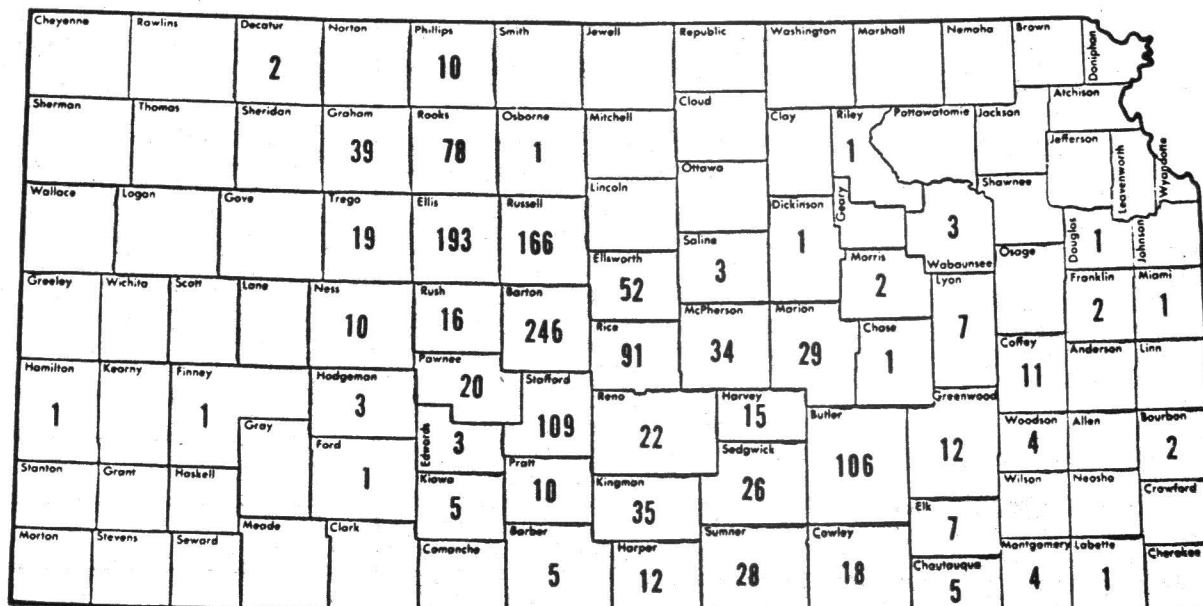 Cheyenne Rawlins Decatur Norton Phillips Smith Jewell Republic Washington Marshall Nemaha Brown Doniphan
2 10
Atchison
Sherman Thomas Sheridan Graham Rooks Osborne Mitchell Cloud Clay Riley Pottawatomie Jackson
39 78 1 1 Jefferson Leavenworth Wyandotte
Wallace Logan Gove Trego Ellis Russell Lincoln Ottawa Dickinson Geary Shawnee
19 193 166 1 3 Douglas 1 Johnson
Ellsworth Saline Morris Wabaunsee Osage
52 3 2
Greeley Wichita Scott Lane Ness Rush Barton Lyon Franklin Miami
10 16 246 7 2 1
Rice McPherson Marion Chase
91 34 29 1
Hamilton Kearny Finney Hodgeman Pawnee Stafford Coffey Anderson Linn
1 1 3 20 109 11
Gray Edwards Reno Harvey Butler Greenwood
3 22 15 106 12
Ford Woodson Allen Bourbon
1 4 2
Stanton Grant Haskell Kiowa Pratt Kingman Sedgwick Wilson Neosho Crawford
5 10 35 26
Elk
7
Morton Stevens Seward Meade Clark Comanche Barber Harper Sumner Cowley Chautauqua Montgomery Labette Cherokee
5 12 28 18 5 4 1